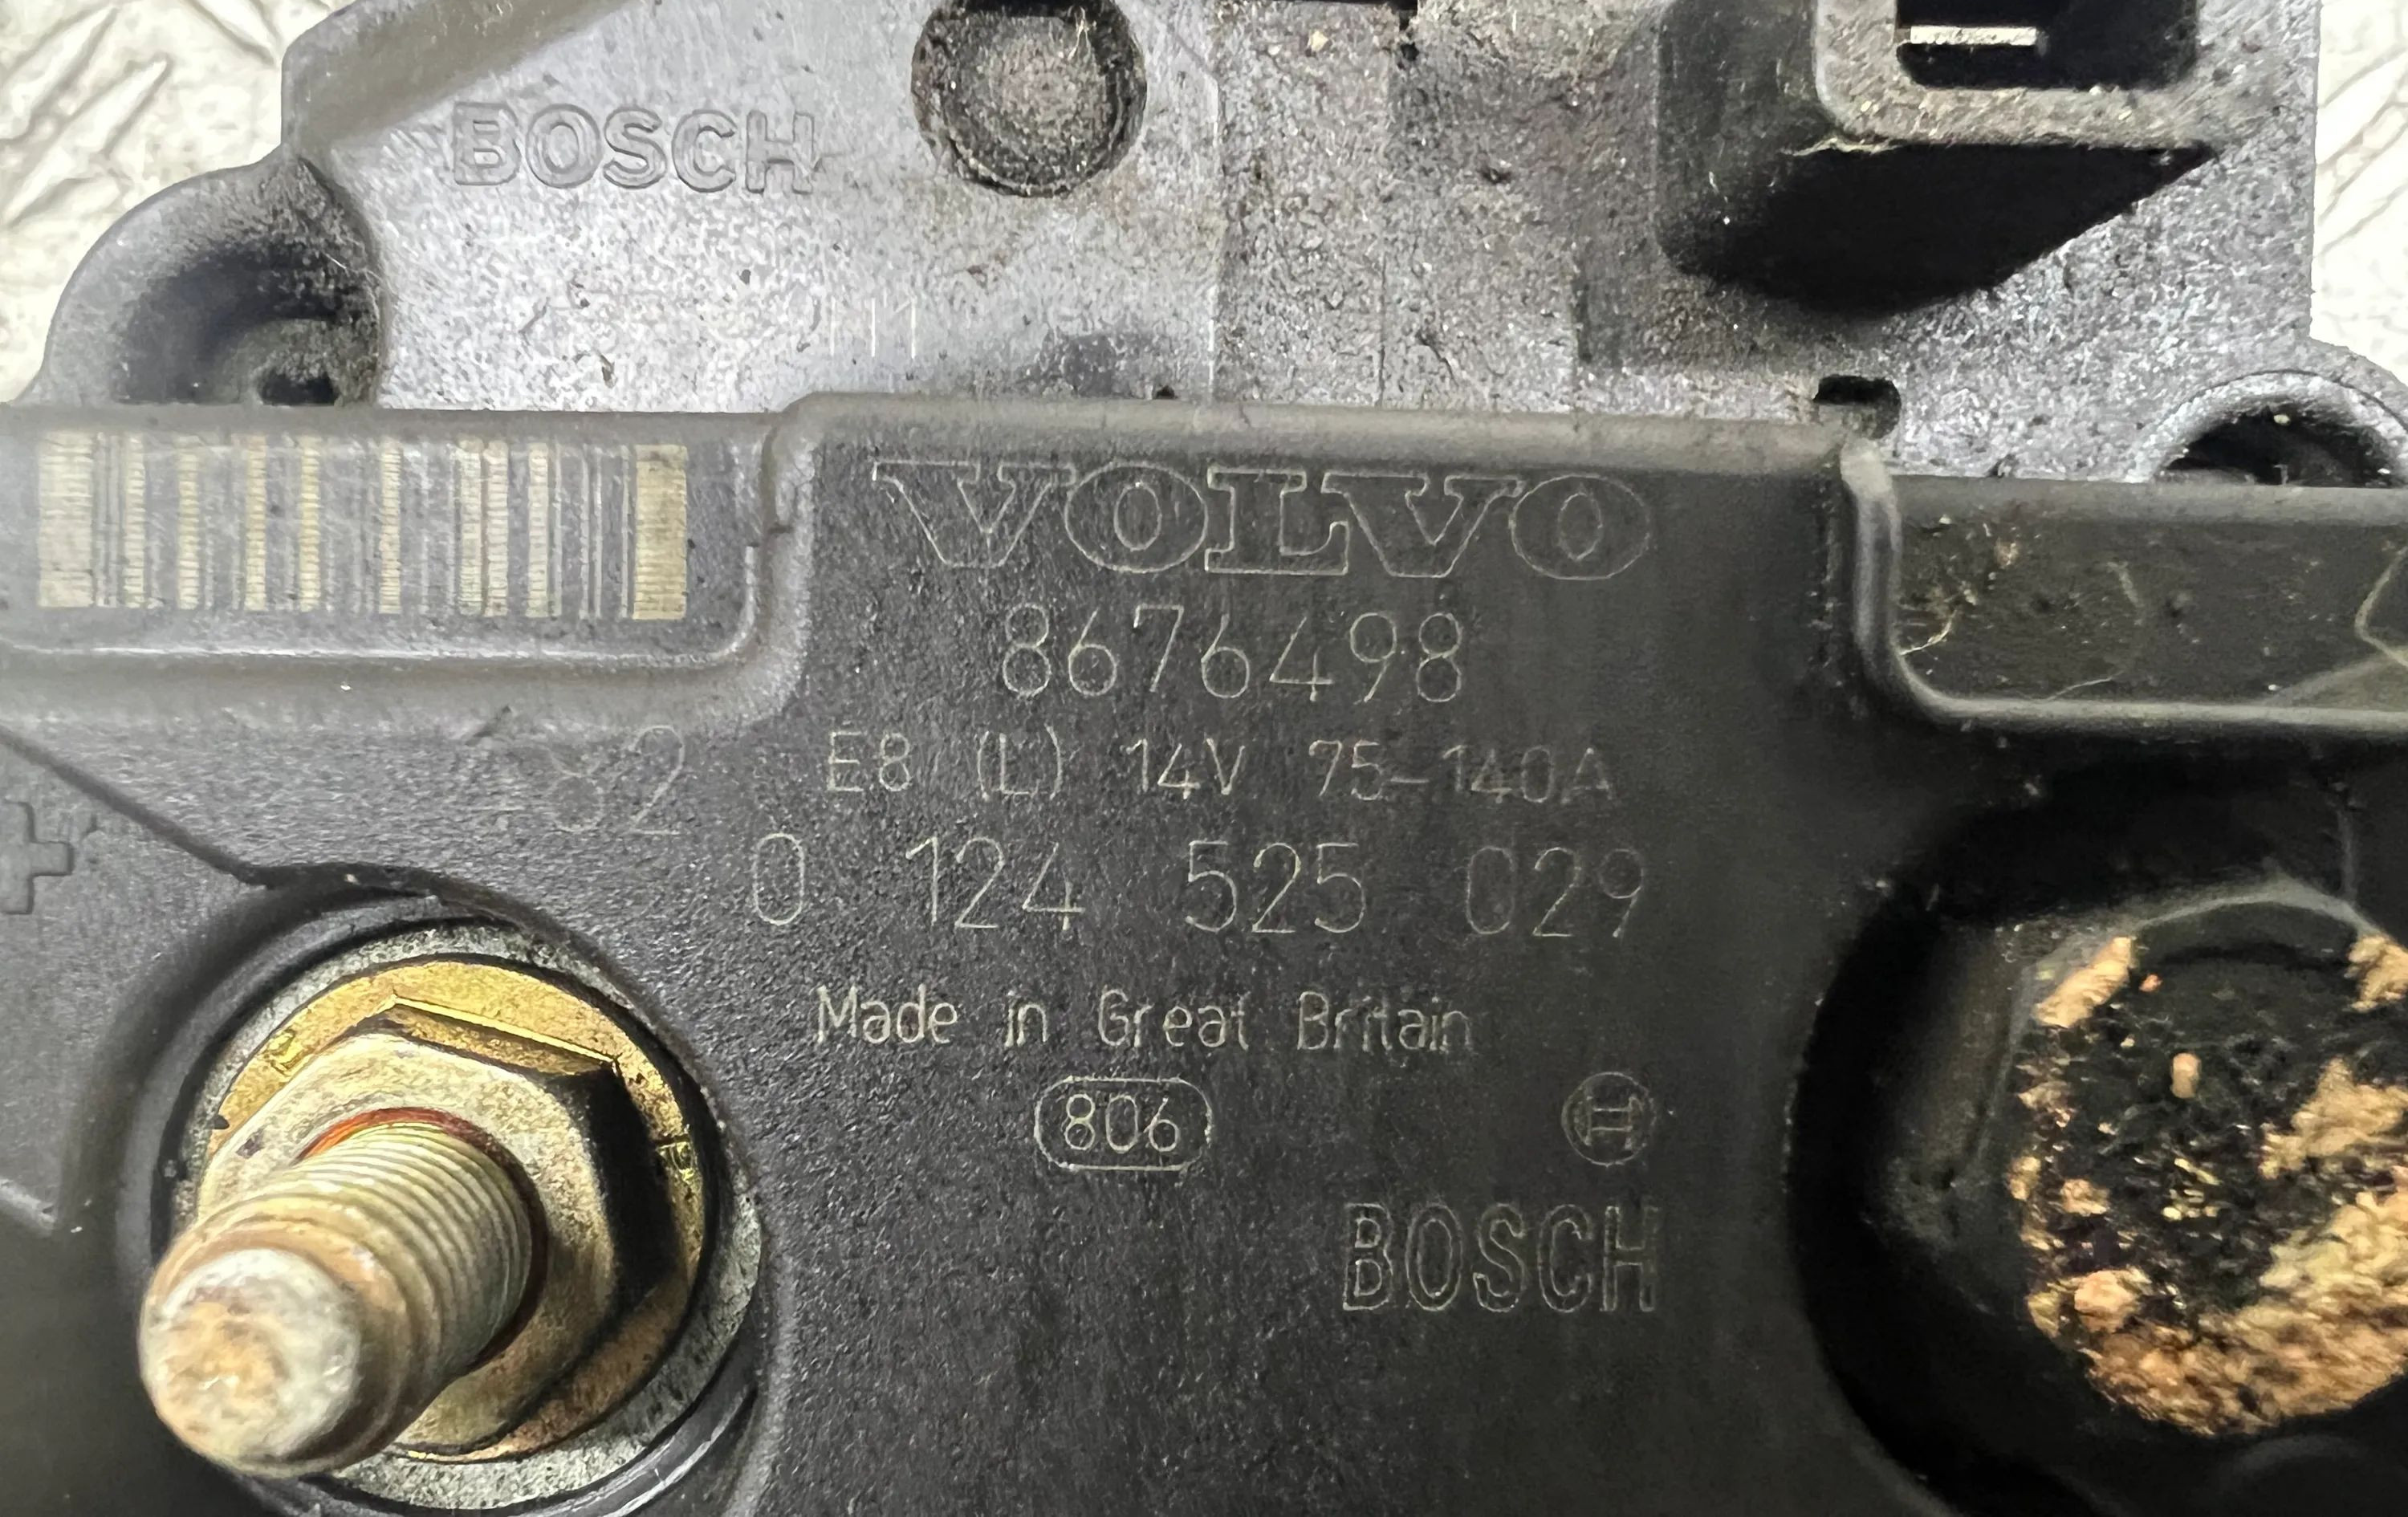 BOSCH
VOLVO
8676498
E8 (L) 14V 75-140A
0 124 525 029
Made in Great Britain
806
BOSCH
+